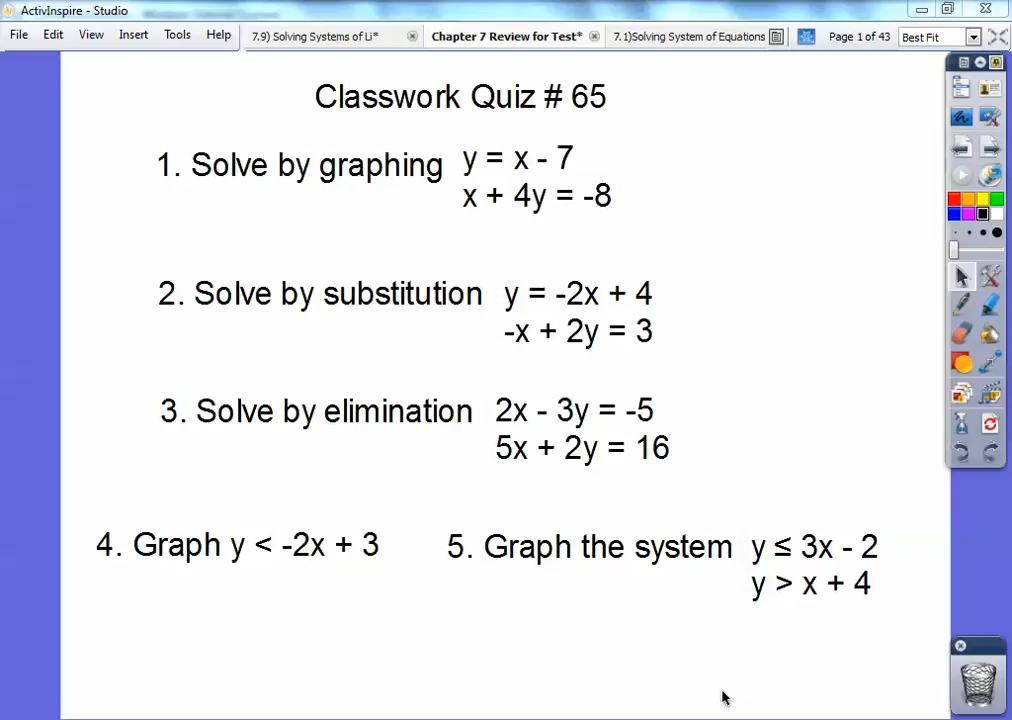 ActivInspire - Studio
File Edit View Insert Tools Help
7.9) Solving Systems of Li* Chapter 7 Review for Test* 7.1)Solving System of Equations Page 1 of 43 Best Fit
Classwork Quiz # 65
1. Solve by graphing y = x - 7
x + 4y = -8
2. Solve by substitution y = -2x + 4
-x + 2y = 3
3. Solve by elimination 2x - 3y = -5
5x + 2y = 16
4. Graph y < -2x + 3 5. Graph the system y ≤ 3x - 2
y > x + 4